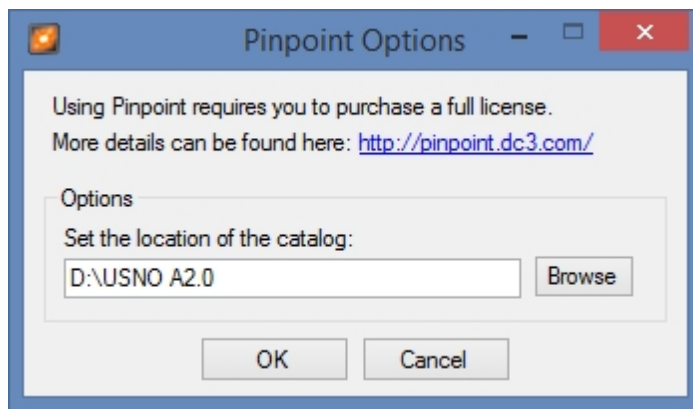 Pinpoint Options
Using Pinpoint requires you to purchase a full license.
More details can be found here: http://pinpoint.dc3.com/
Options
Set the location of the catalog:
D:\USNO A2.0
Browse
OK
Cancel